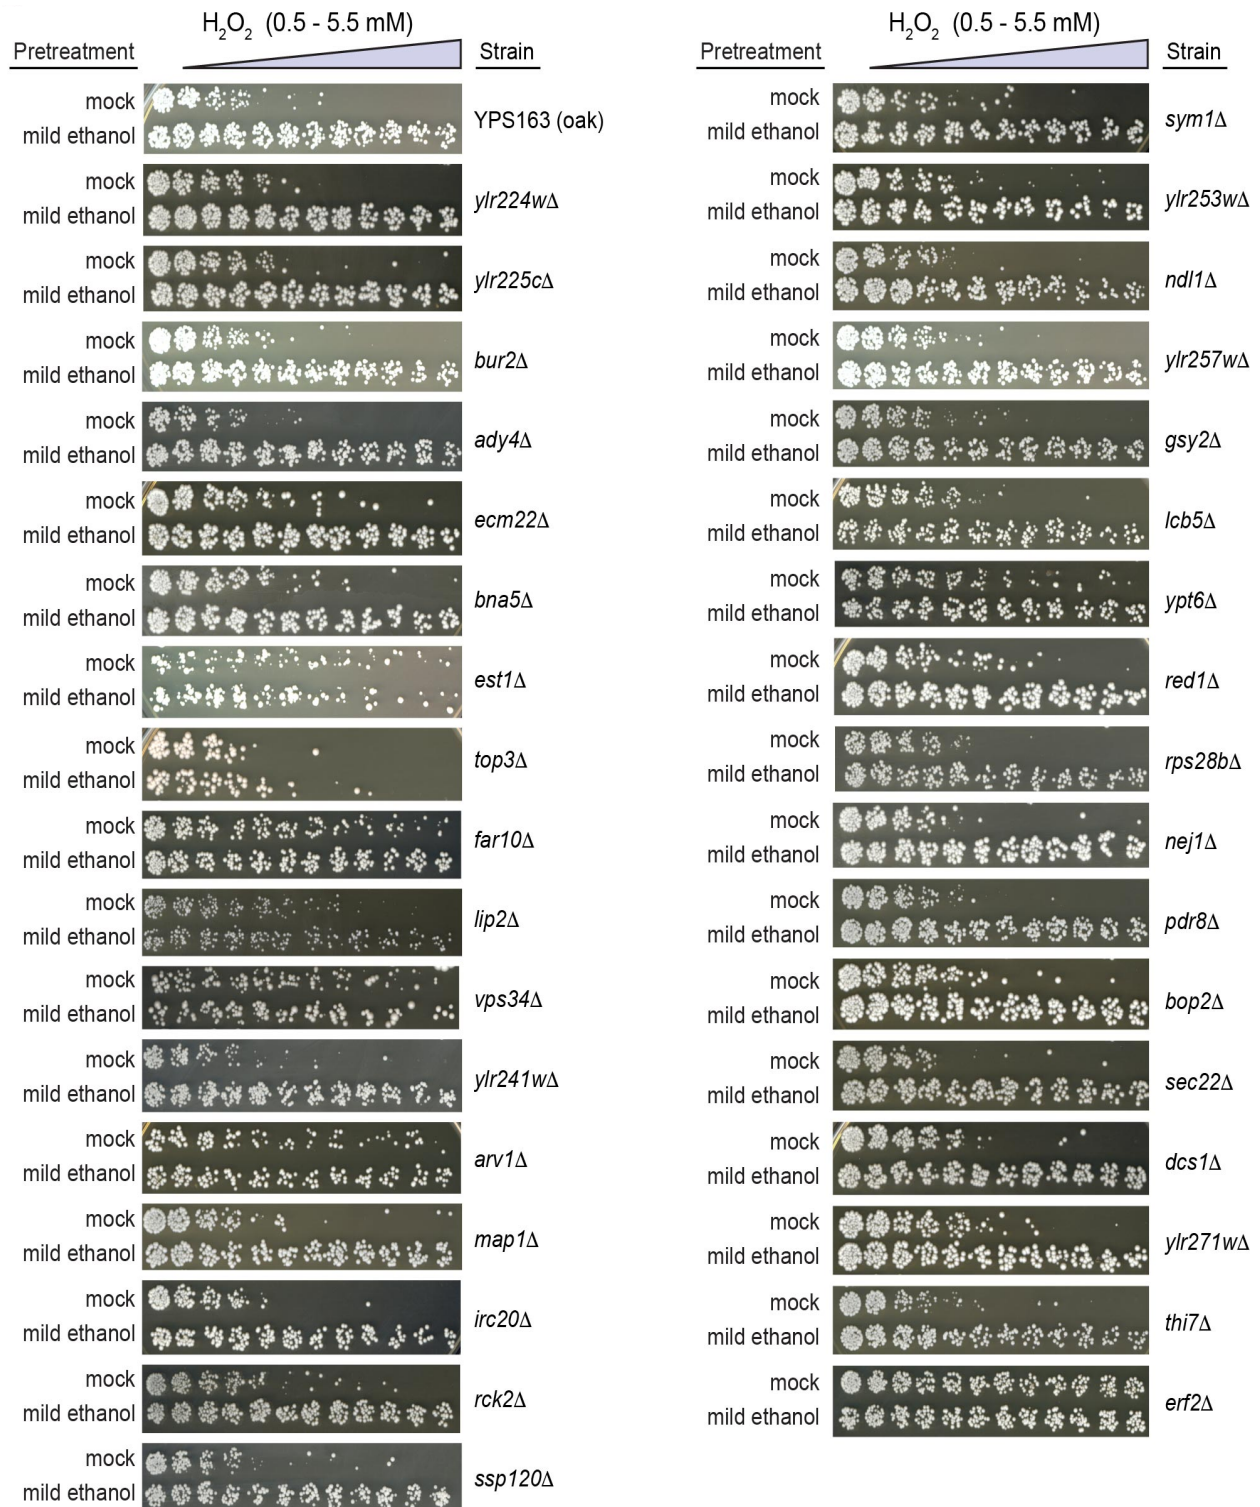 H2O2 (0.5 - 5.5 mM)
Pretreatment
Strain
mock
mild ethanol
YPS163 (oak)
mock
mild ethanol
ylr224wΔ
mock
mild ethanol
ylr225cΔ
mock
mild ethanol
bur2Δ
mock
mild ethanol
ady4Δ
mock
mild ethanol
ecm22Δ
mock
mild ethanol
bna5Δ
mock
mild ethanol
est1Δ
mock
mild ethanol
top3Δ
mock
mild ethanol
far10Δ
mock
mild ethanol
lip2Δ
mock
mild ethanol
vps34Δ
mock
mild ethanol
ylr241wΔ
mock
mild ethanol
arv1Δ
mock
mild ethanol
map1Δ
mock
mild ethanol
irc20Δ
mock
mild ethanol
rck2Δ
mock
mild ethanol
ssp120Δ
H2O2 (0.5 - 5.5 mM)
Pretreatment
Strain
mock
mild ethanol
sym1Δ
mock
mild ethanol
ylr253wΔ
mock
mild ethanol
ndl1Δ
mock
mild ethanol
ylr257wΔ
mock
mild ethanol
gsy2Δ
mock
mild ethanol
lcb5Δ
mock
mild ethanol
ypt6Δ
mock
mild ethanol
red1Δ
mock
mild ethanol
rps28bΔ
mock
mild ethanol
nej1Δ
mock
mild ethanol
pdr8Δ
mock
mild ethanol
bop2Δ
mock
mild ethanol
sec22Δ
mock
mild ethanol
dcs1Δ
mock
mild ethanol
ylr271wΔ
mock
mild ethanol
thi7Δ
mock
mild ethanol
erf2Δ